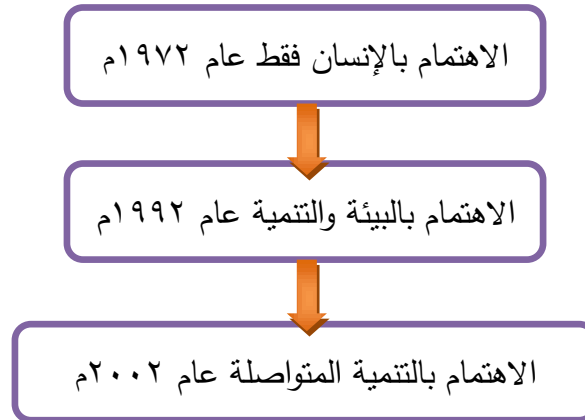 الاهتمام بالإنسان فقط عام ١٩٧٢م
الاهتمام بالبيئة والتنمية عام ١٩٩٢م
الاهتمام بالتنمية المتواصلة عام ٢٠٠٢م